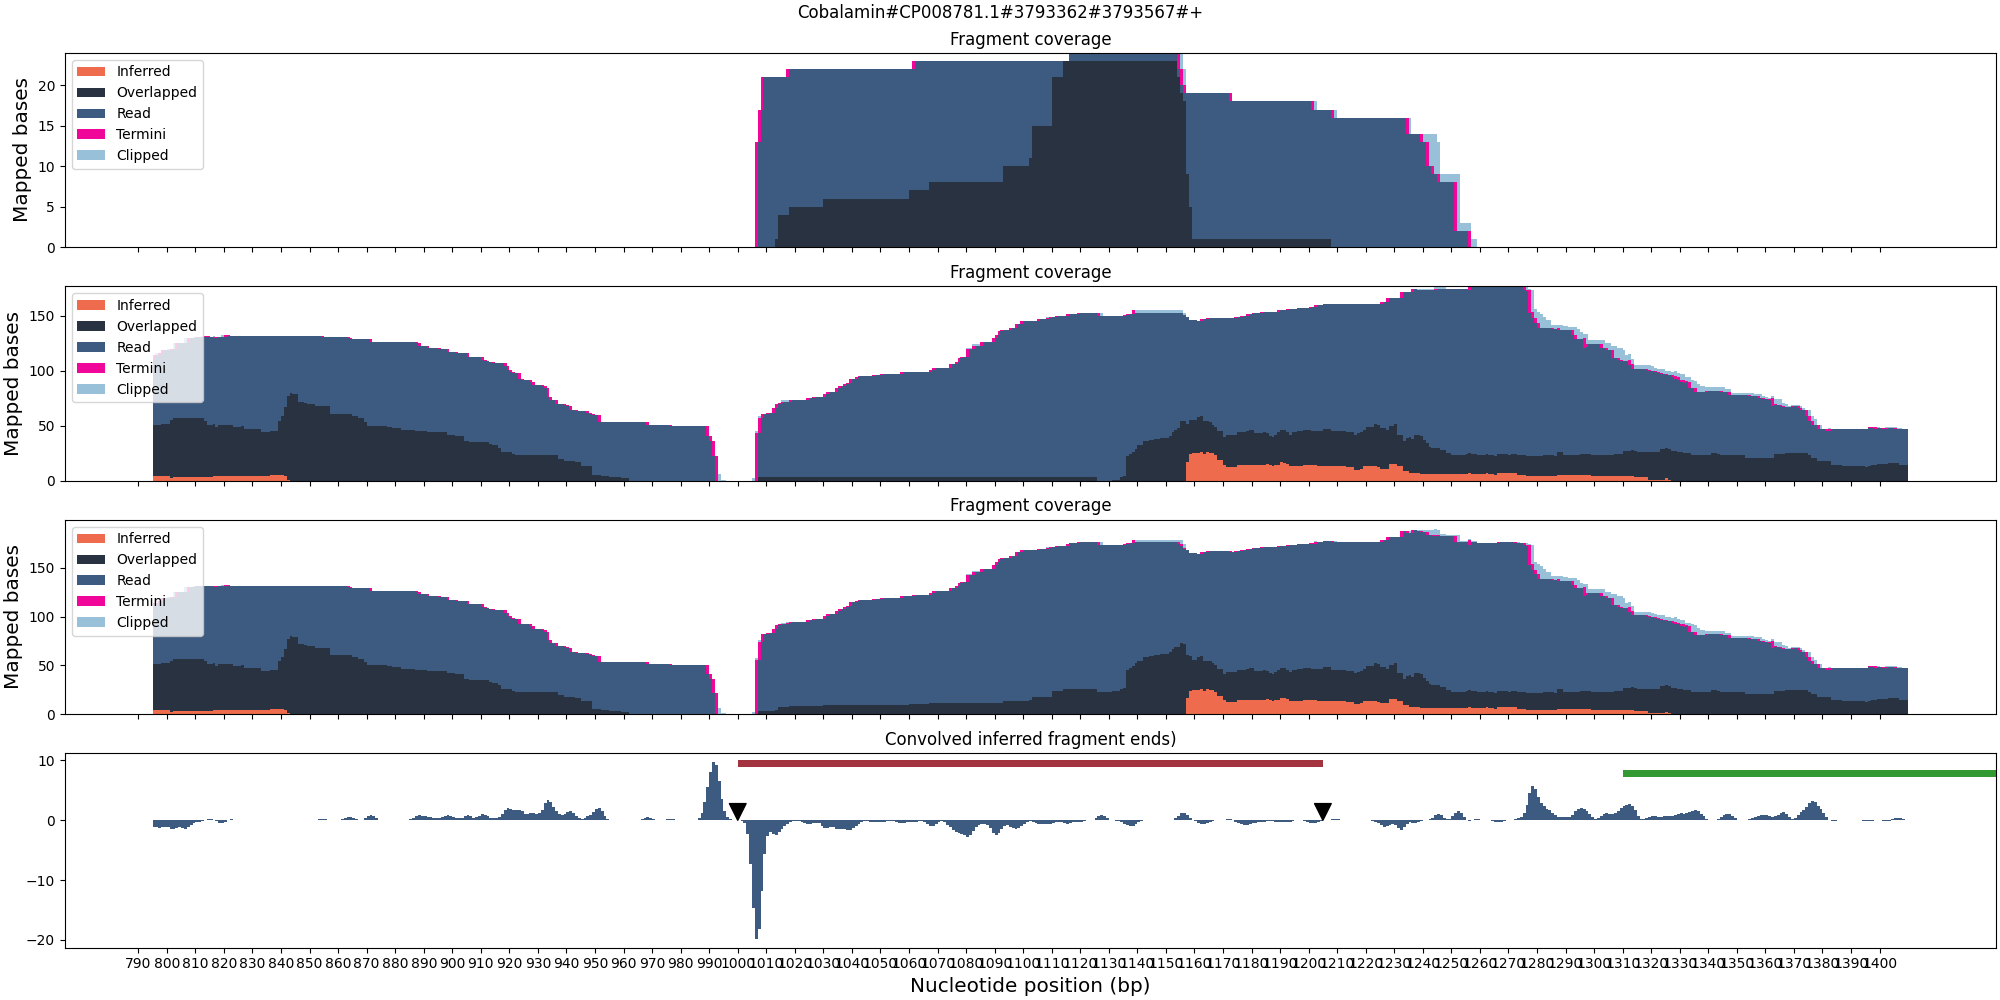 Cobalamin#CP008781.1#3793362#3793567#+
Fragment coverage
Mapped bases
20
15
10
5
0
Inferred
Overlapped
Read
Termini
Clipped
Fragment coverage
Mapped bases
150
100
50
0
Inferred
Overlapped
Read
Termini
Clipped
Fragment coverage
Mapped bases
150
100
50
0
Inferred
Overlapped
Read
Termini
Clipped
Convolved inferred fragment ends)
10
0
−10
−20
790 800 810 820 830 840 850 860 870 880 890 900 910 920 930 940 950 960 970 980 990 1000 1010 1020 1030 1040 1050 1060 1070 1080 1090 1100 1110 1120 1130 1140 1150 1160 1170 1180 1190 1200 1210 1220 1230 1240 1250 1260 1270 1280 1290 1300 1310 1320 1330 1340 1350 1360 1370 1380 1390 1400
Nucleotide position (bp)